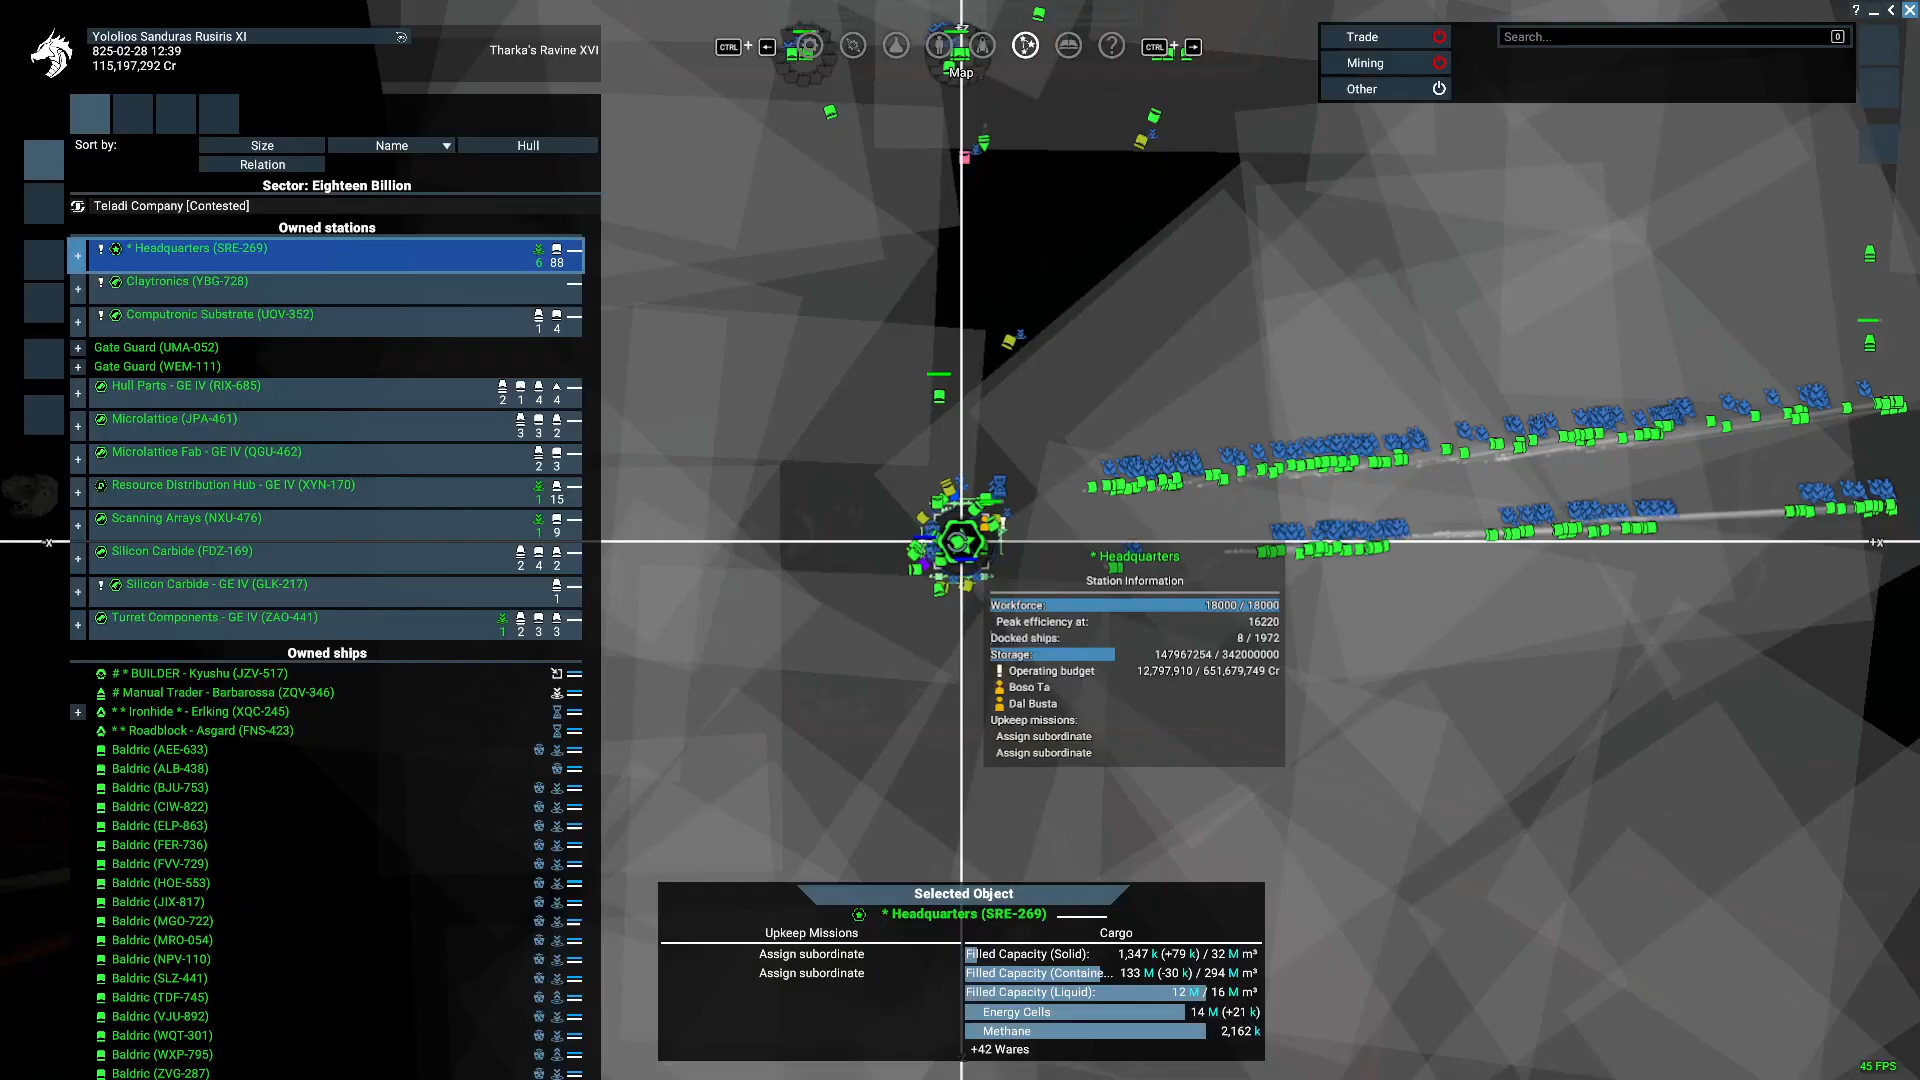 Yololios Sanduras Rusiris XI
825-02-28 12:39
115,197,292 Cr
Tharka's Ravine XVI
CTRL + ← CTRL + →
Map
Trade
Mining
Other
Search...
0
? _ < X
Sort by:
Size
Name
Hull
Relation
Sector: Eighteen Billion
Teladi Company [Contested]
Owned stations
+ ! * Headquarters (SRE-269)
6 88
+ ! Claytronics (YBG-728)
+ ! Computronic Substrate (UOV-352)
1 4
+ Gate Guard (UMA-052)
+ Gate Guard (WEM-111)
+ Hull Parts - GE IV (RIX-685)
2 1 4 4
+ Microlattice (JPA-461)
3 3 2
+ Microlattice Fab - GE IV (QGU-462)
2 3
+ Resource Distribution Hub - GE IV (XYN-170)
1 15
+ Scanning Arrays (NXU-476)
1 9
+ Silicon Carbide (FDZ-169)
2 4 2
+ ! Silicon Carbide - GE IV (GLK-217)
1
+ Turret Components - GE IV (ZAO-441)
1 2 3 3
Owned ships
# * BUILDER - Kyushu (JZV-517)
# Manual Trader - Barbarossa (ZQV-346)
+ * * Ironhide * - Erlking (XQC-245)
* * Roadblock - Asgard (FNS-423)
Baldric (AEE-633)
Baldric (ALB-438)
Baldric (BJU-753)
Baldric (CIW-822)
Baldric (ELP-863)
Baldric (FER-736)
Baldric (FVV-729)
Baldric (HOE-553)
Baldric (JIX-817)
Baldric (MGO-722)
Baldric (MRO-054)
Baldric (NPV-110)
Baldric (SLZ-441)
Baldric (TDF-745)
Baldric (VJU-892)
Baldric (WQT-301)
Baldric (WXP-795)
Baldric (ZVG-287)
-x
+x
* Headquarters
Station Information
Workforce: 18000 / 18000
Peak efficiency at: 16220
Docked ships: 8 / 1972
Storage: 147967254 / 342000000
! Operating budget 12,797,910 / 651,679,749 Cr
Boso Ta
Dal Busta
Upkeep missions:
Assign subordinate
Assign subordinate
Selected Object
* Headquarters (SRE-269)
Upkeep Missions
Assign subordinate
Assign subordinate
Cargo
Filled Capacity (Solid): 1,347 k (+79 k) / 32 M m³
Filled Capacity (Containe... 133 M (-30 k) / 294 M m³
Filled Capacity (Liquid): 12 M / 16 M m³
Energy Cells 14 M (+21 k)
Methane 2,162 k
+42 Wares
45 FPS